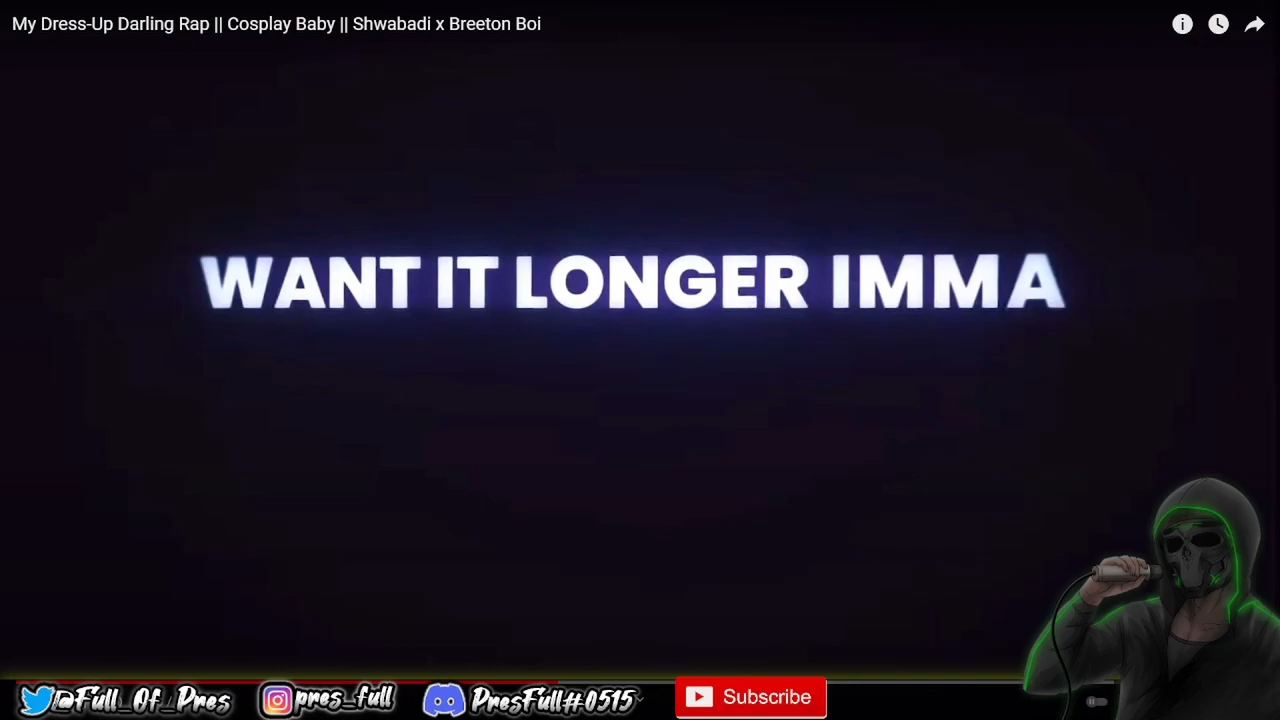 My Dress-Up Darling Rap || Cosplay Baby || Shwabadi x Breeton Boi
WANT IT LONGER IMMA
@Full_Of_Pres
pres_full
PresFull#0515
Subscribe